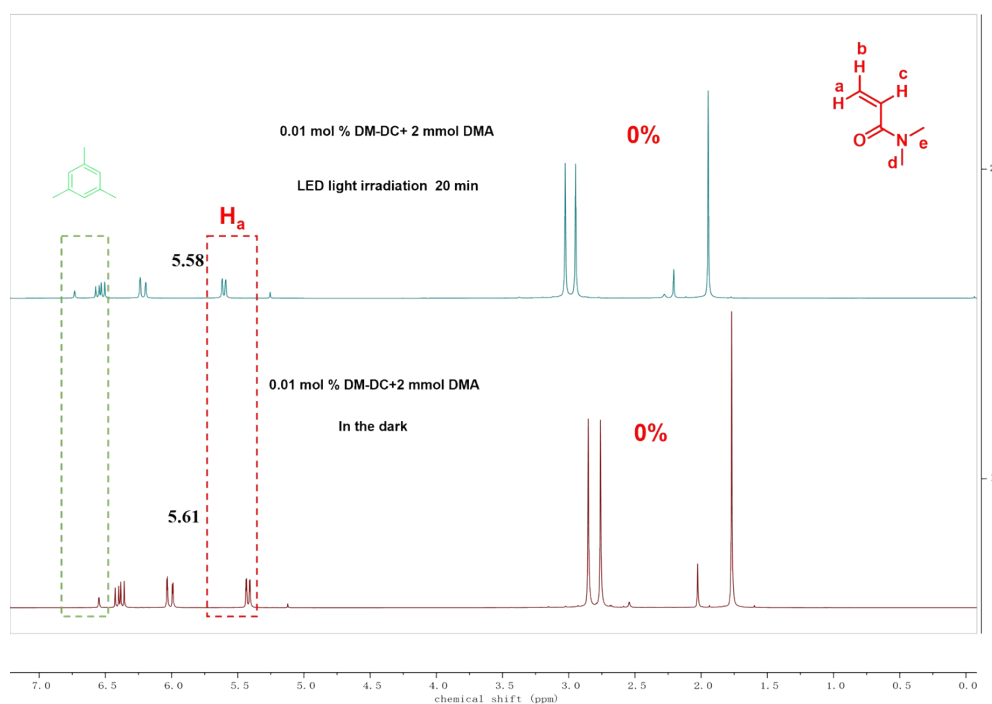 b
H
a
c
H
H
O
N
e
d
0.01 mol % DM-DC+ 2 mmol DMA
0%
LED light irradiation 20 min
Ha
5.58
0.01 mol % DM-DC+2 mmol DMA
In the dark
0%
5.61
7.0 6.0 5.5 5.0 4.5 4.0 3.5 3.0 2.5 2.0 1.5 1.0 0.5 0.0
chemical shift (ppm)